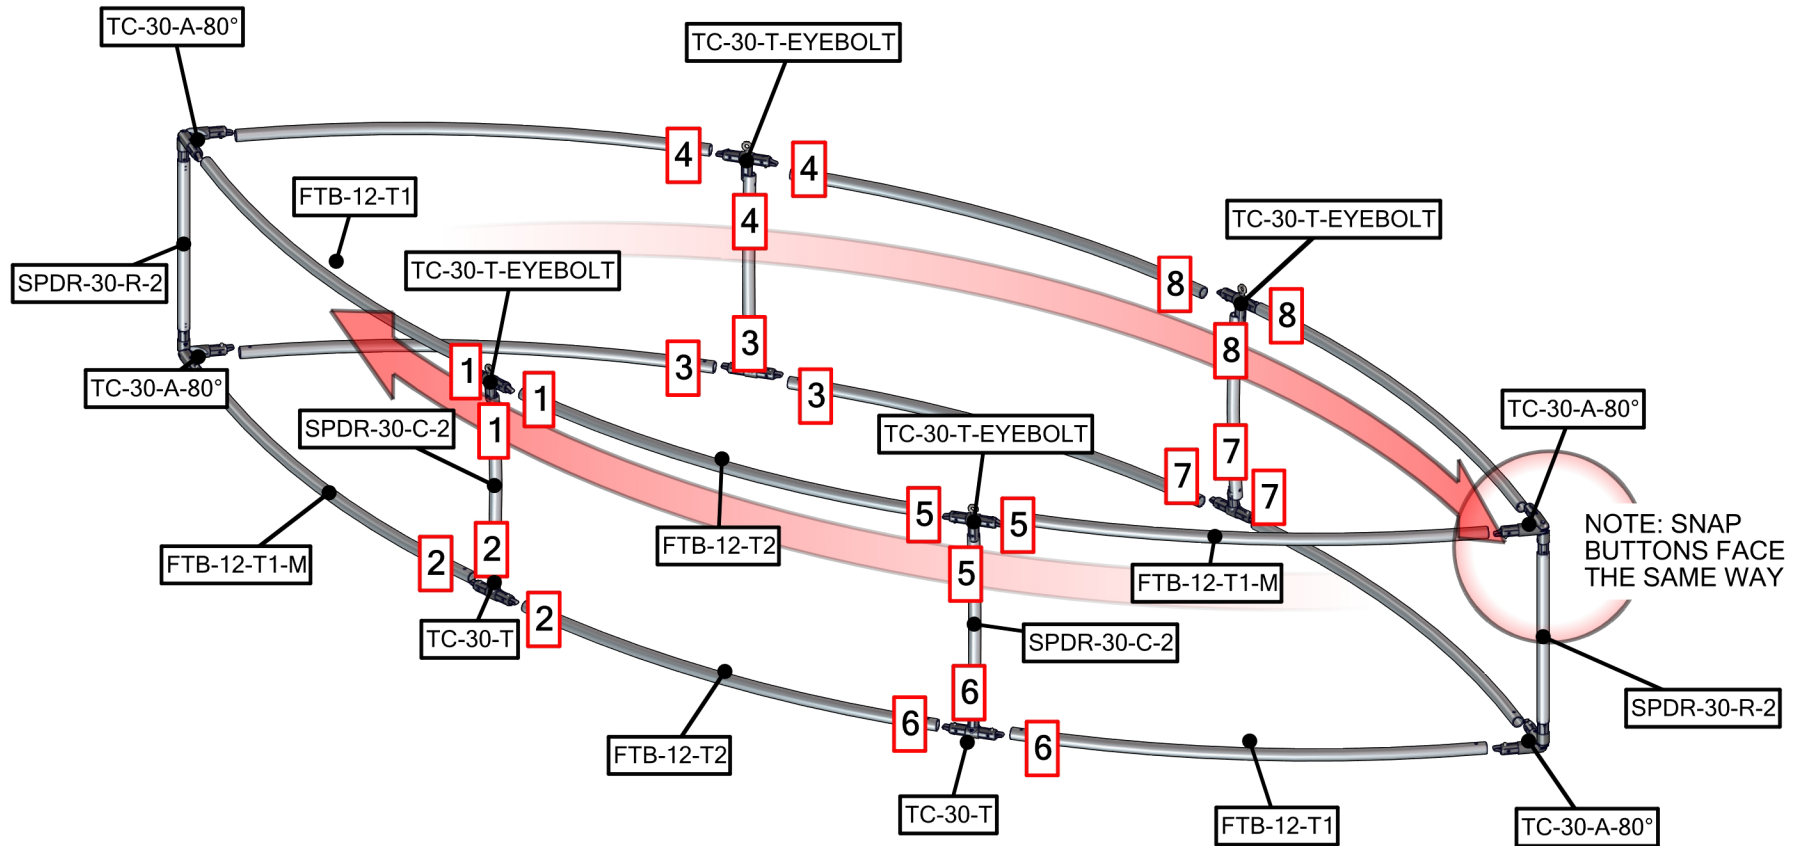 TC-30-A-80°
TC-30-T-EYEBOLT
4
4
FTB-12-T1
4
TC-30-T-EYEBOLT
TC-30-T-EYEBOLT
SPDR-30-R-2
8
8
3
8
1
3
TC-30-A-80°
1
3
TC-30-A-80°
SPDR-30-C-2
1
TC-30-T-EYEBOLT
7
7
7
5
5
NOTE: SNAP
BUTTONS FACE
THE SAME WAY
FTB-12-T2
2
2
FTB-12-T1-M
5
FTB-12-T1-M
2
TC-30-T
SPDR-30-C-2
6
SPDR-30-R-2
6
6
FTB-12-T2
TC-30-T
FTB-12-T1
TC-30-A-80°